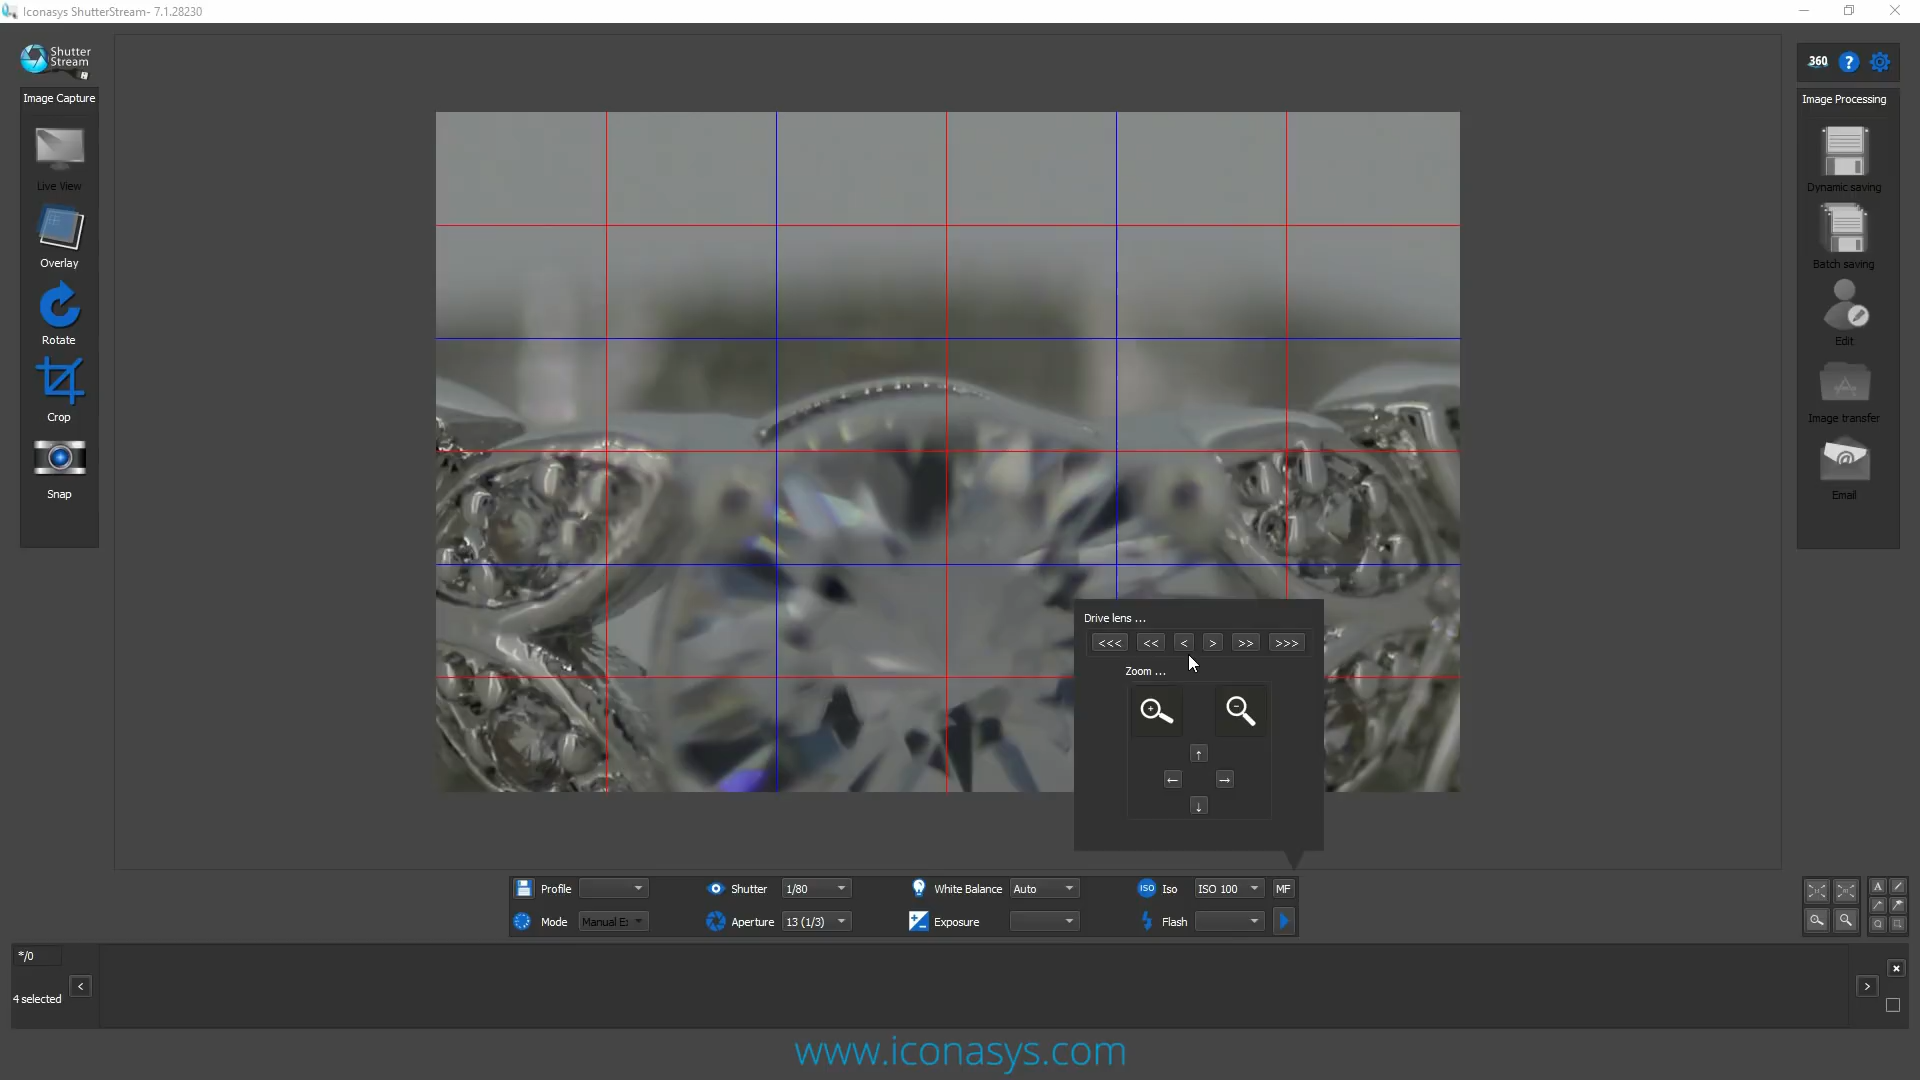 Iconasys ShutterStream- 7.1.28230
Shutter
Stream
Image Capture
Live View
Overlay
Rotate
Crop
Snap
360
?
Image Processing
Dynamic saving
Batch saving
Edit
Image transfer
@
Email
Drive lens ...
<<< << < > >> >>>
Zoom ...
↑
← →
↓
Profile
Shutter 1/80
White Balance Auto
ISO Iso ISO 100 MF
Mode
Aperture 13 (1/3)
Exposure
Flash
A
*/0
4 selected
<
>
www.iconasys.com